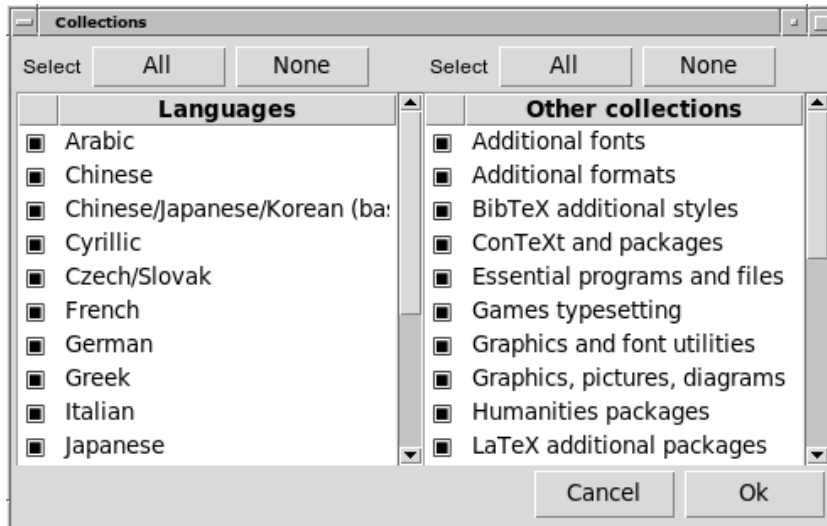 Collections
Select All None Select All None
Languages
Arabic
Chinese
Chinese/Japanese/Korean (bas
Cyrillic
Czech/Slovak
French
German
Greek
Italian
Japanese
Other collections
Additional fonts
Additional formats
BibTeX additional styles
ConTeXt and packages
Essential programs and files
Games typesetting
Graphics and font utilities
Graphics, pictures, diagrams
Humanities packages
LaTeX additional packages
Cancel Ok